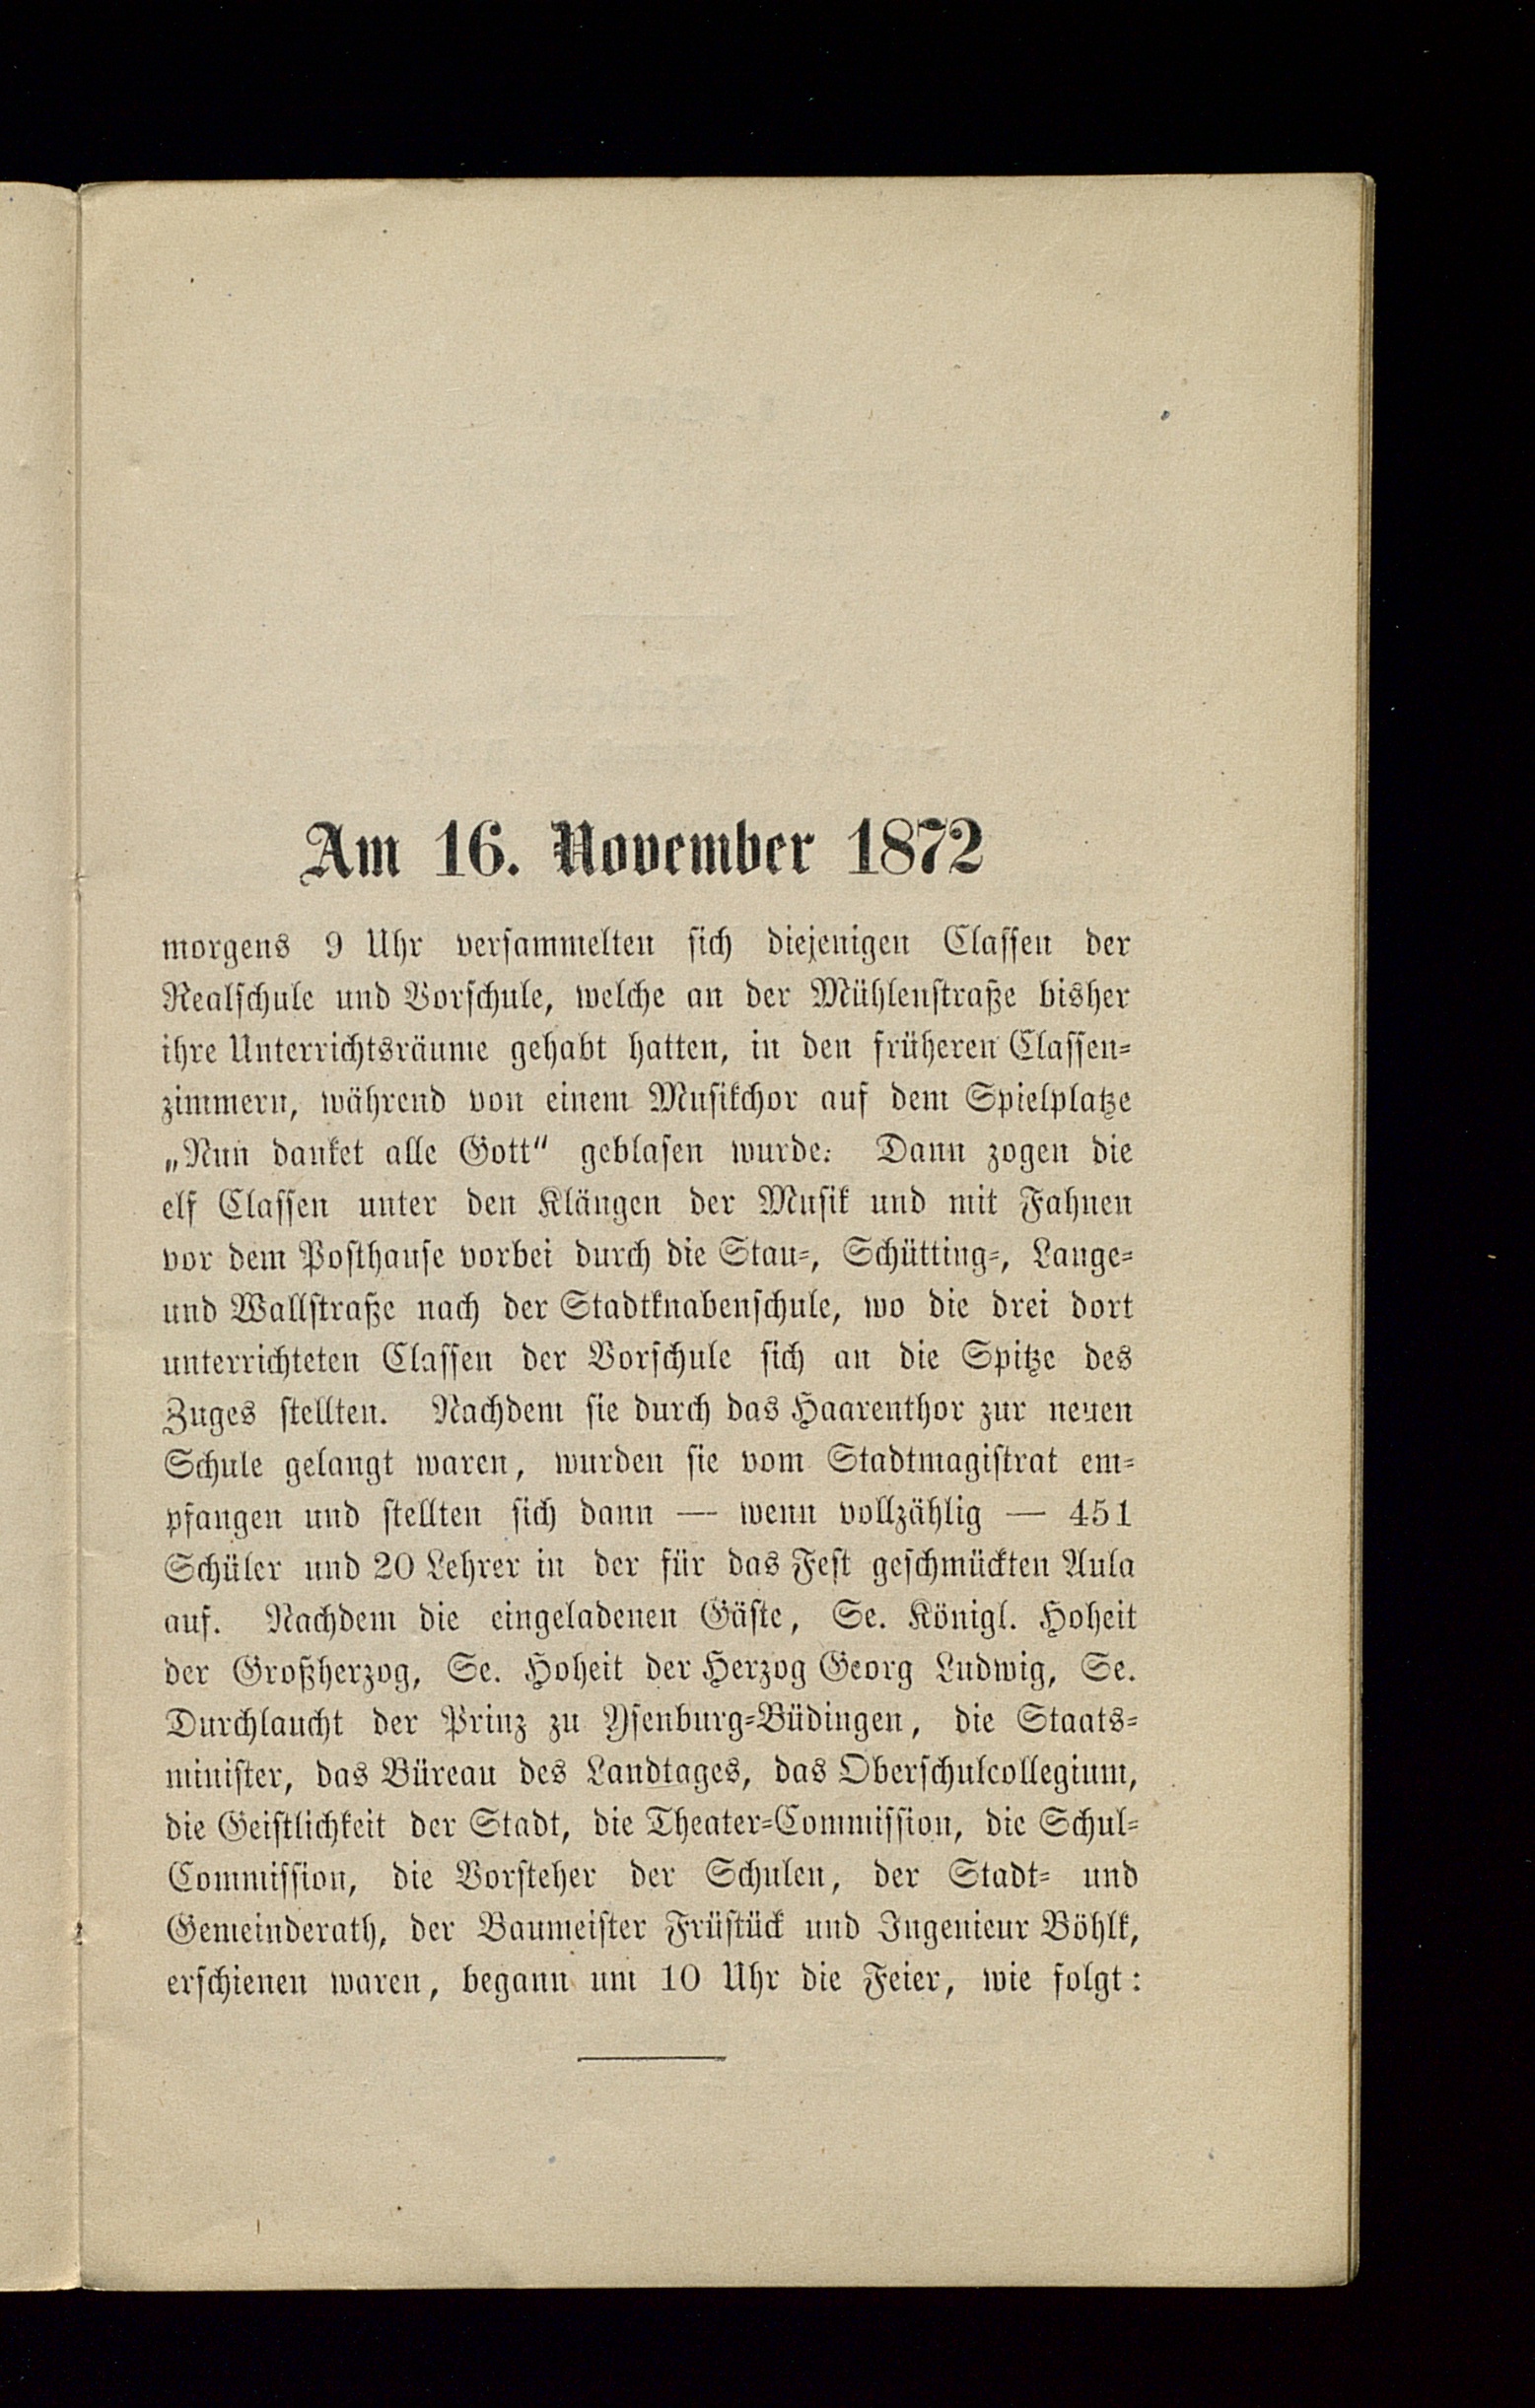 Am 16. November 1872
morgens 9 Uhr versammelten sich diejenigen Classen der
Realschule und Vorschule, welche an der Mühlenstraße bisher
ihre Unterrichtsräume gehabt hatten, in den früheren Classen-
zimmern, während von einem Musikchor auf dem Spielplatze
„Nun danket alle Gott“ geblasen wurde. Dann zogen die
elf Classen unter den Klängen der Musik und mit Fahnen
vor dem Posthause vorbei durch die Stau-, Schütting-, Lange-
und Wallstraße nach der Stadtknabenschule, wo die drei dort
unterrichteten Classen der Vorschule sich an die Spitze des
Zuges stellten. Nachdem sie durch das Haarenthor zur neuen
Schule gelangt waren, wurden sie vom Stadtmagistrat em-
pfangen und stellten sich dann — wenn vollzählig — 451
Schüler und 20 Lehrer in der für das Fest geschmückten Aula
auf. Nachdem die eingeladenen Gäste, Se. Königl. Hoheit
der Großherzog, Se. Hoheit der Herzog Georg Ludwig, Se.
Durchlaucht der Prinz zu Ysenburg-Büdingen, die Staats-
minister, das Büreau des Landtages, das Oberschulcollegium,
die Geistlichkeit der Stadt, die Theater-Commission, die Schul-
Commission, die Vorsteher der Schulen, der Stadt- und
Gemeinderath, der Baumeister Früstück und Ingenieur Böhlk,
erschienen waren, begann um 10 Uhr die Feier, wie folgt: